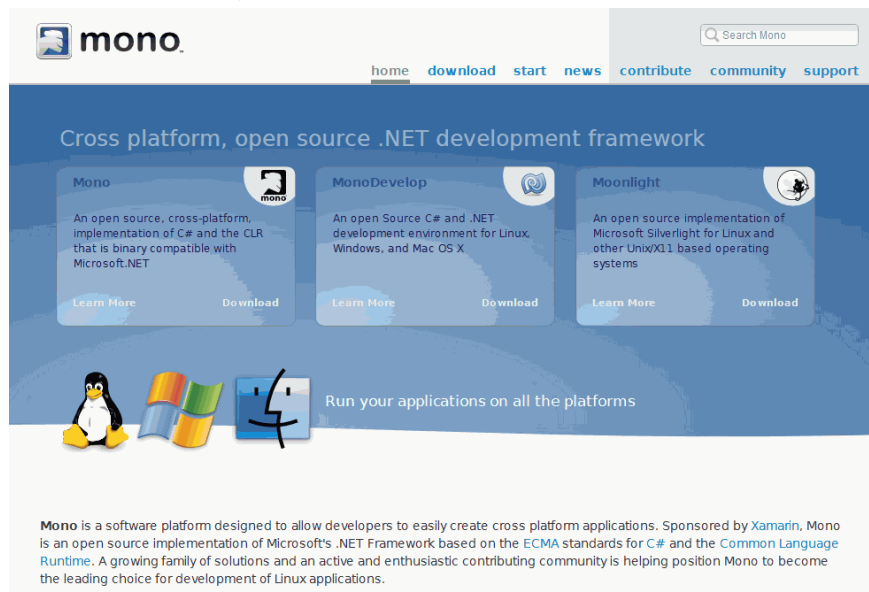 mono
Search Mono
home download start news contribute community support
Cross platform, open source .NET development framework
Mono
mono
An open source, cross-platform,
implementation of C# and the CLR
that is binary compatible with
Microsoft.NET
Learn More Download
MonoDevelop
An open Source C# and .NET
development environment for Linux,
Windows, and Mac OS X
Learn More Download
Moonlight
An open source implementation of
Microsoft Silverlight for Linux and
other Unix/X11 based operating
systems
Learn More Download
Run your applications on all the platforms
Mono is a software platform designed to allow developers to easily create cross platform applications. Sponsored by Xamarin, Mono
is an open source implementation of Microsoft's .NET Framework based on the ECMA standards for C# and the Common Language
Runtime. A growing family of solutions and an active and enthusiastic contributing community is helping position Mono to become
the leading choice for development of Linux applications.